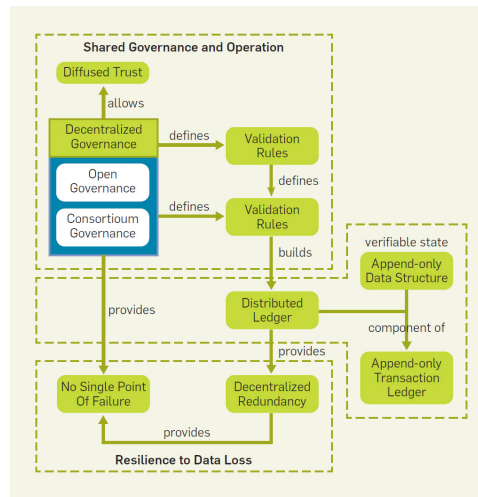 Shared Governance and Operation
Diffused Trust
allows
Decentralized
Governance
defines
Validation
Rules
Open
Governance
defines
Consortioum
Governance
defines
Validation
Rules
verifiable state
builds
Append-only
Data Structure
provides
Distributed
Ledger
component of
provides
Append-only
Transaction
Ledger
No Single Point
Of Failure
Decentralized
Redundancy
provides
Resilience to Data Loss